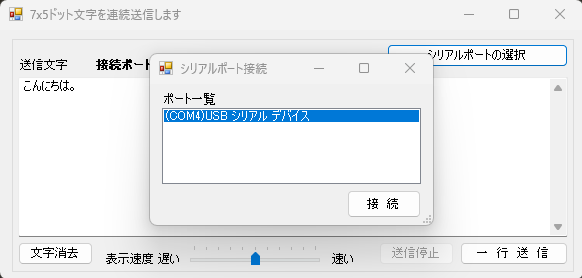 7x5ドット文字を連続送信します
シリアルポートの選択
送信文字 接続ポート
こんにちは。
シリアルポート接続
ポート一覧
(COM4)USB シリアル デバイス
接 続
文字消去 表示速度 遅い 速い 送信停止 一 行 送 信